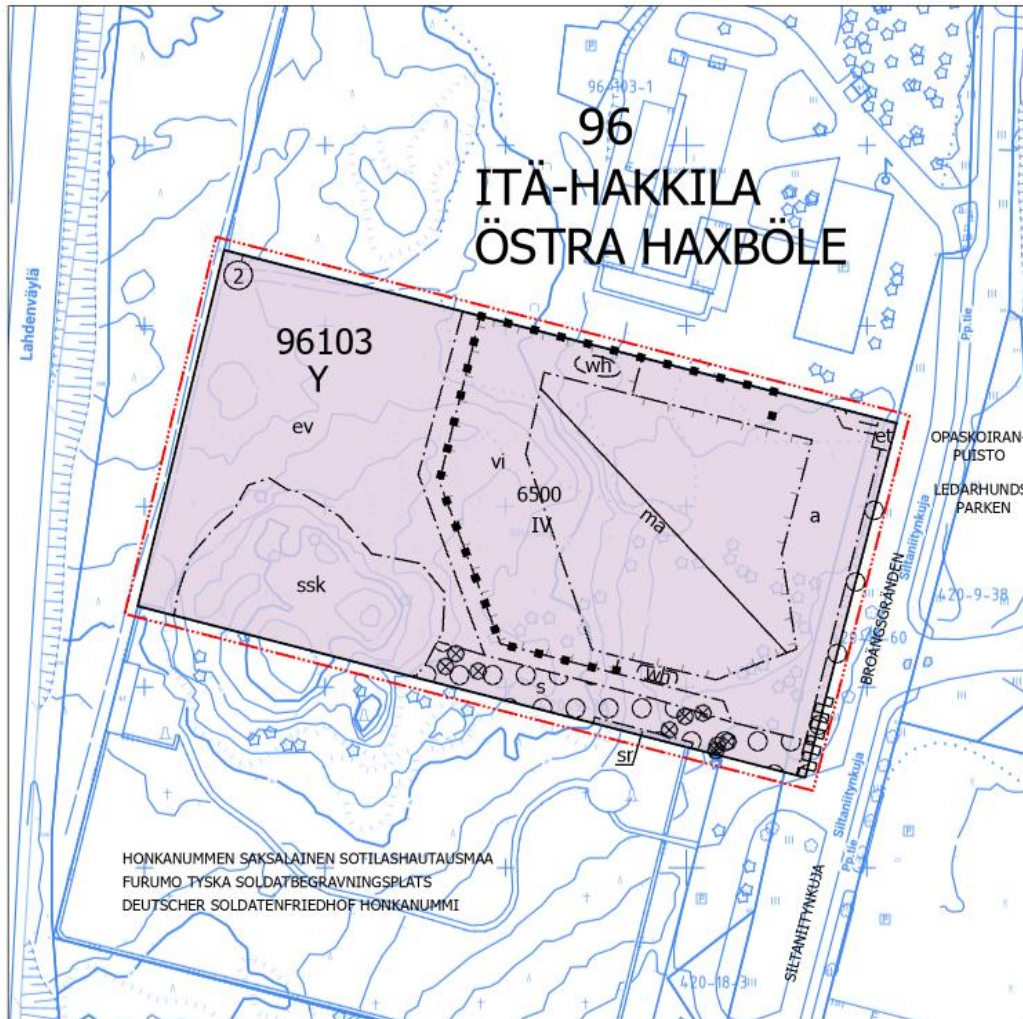 P
96-103-1
96
ITÄ-HAKKILA
ÖSTRA HAXBÖLE
Lahdenväylä
Pp.tie
2
96103
Y
wh
ev
et
OPASKOIRAN-
PUISTO
vi
6500
IV
ma
a
LEDARHUNDS
PARKEN
Siltaniitynkuja
ssk
420-9-38
60
BROÄNGSGRÄNDEN
wh
s
sr
Siltaniitynkuja
Pp.tie
P
HONKANUMMEN SAKSALAINEN SOTILASHAUTAUSMAA
FURUMO TYSKA SOLDATBEGRAVNINGSPLATS
DEUTSCHER SOLDATENFRIEDHOF HONKANUMMI
SILTANIITYNKUJA
P
P
420-18-3